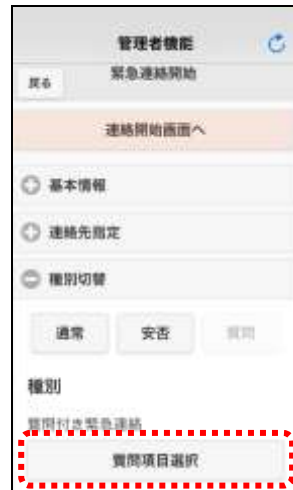 管理者機能
戻る
緊急連絡開始
連絡開始画面へ
基本情報
連絡先指定
種別切替
通常 安否 質問
種別
質問付き緊急連絡
質問項目選択